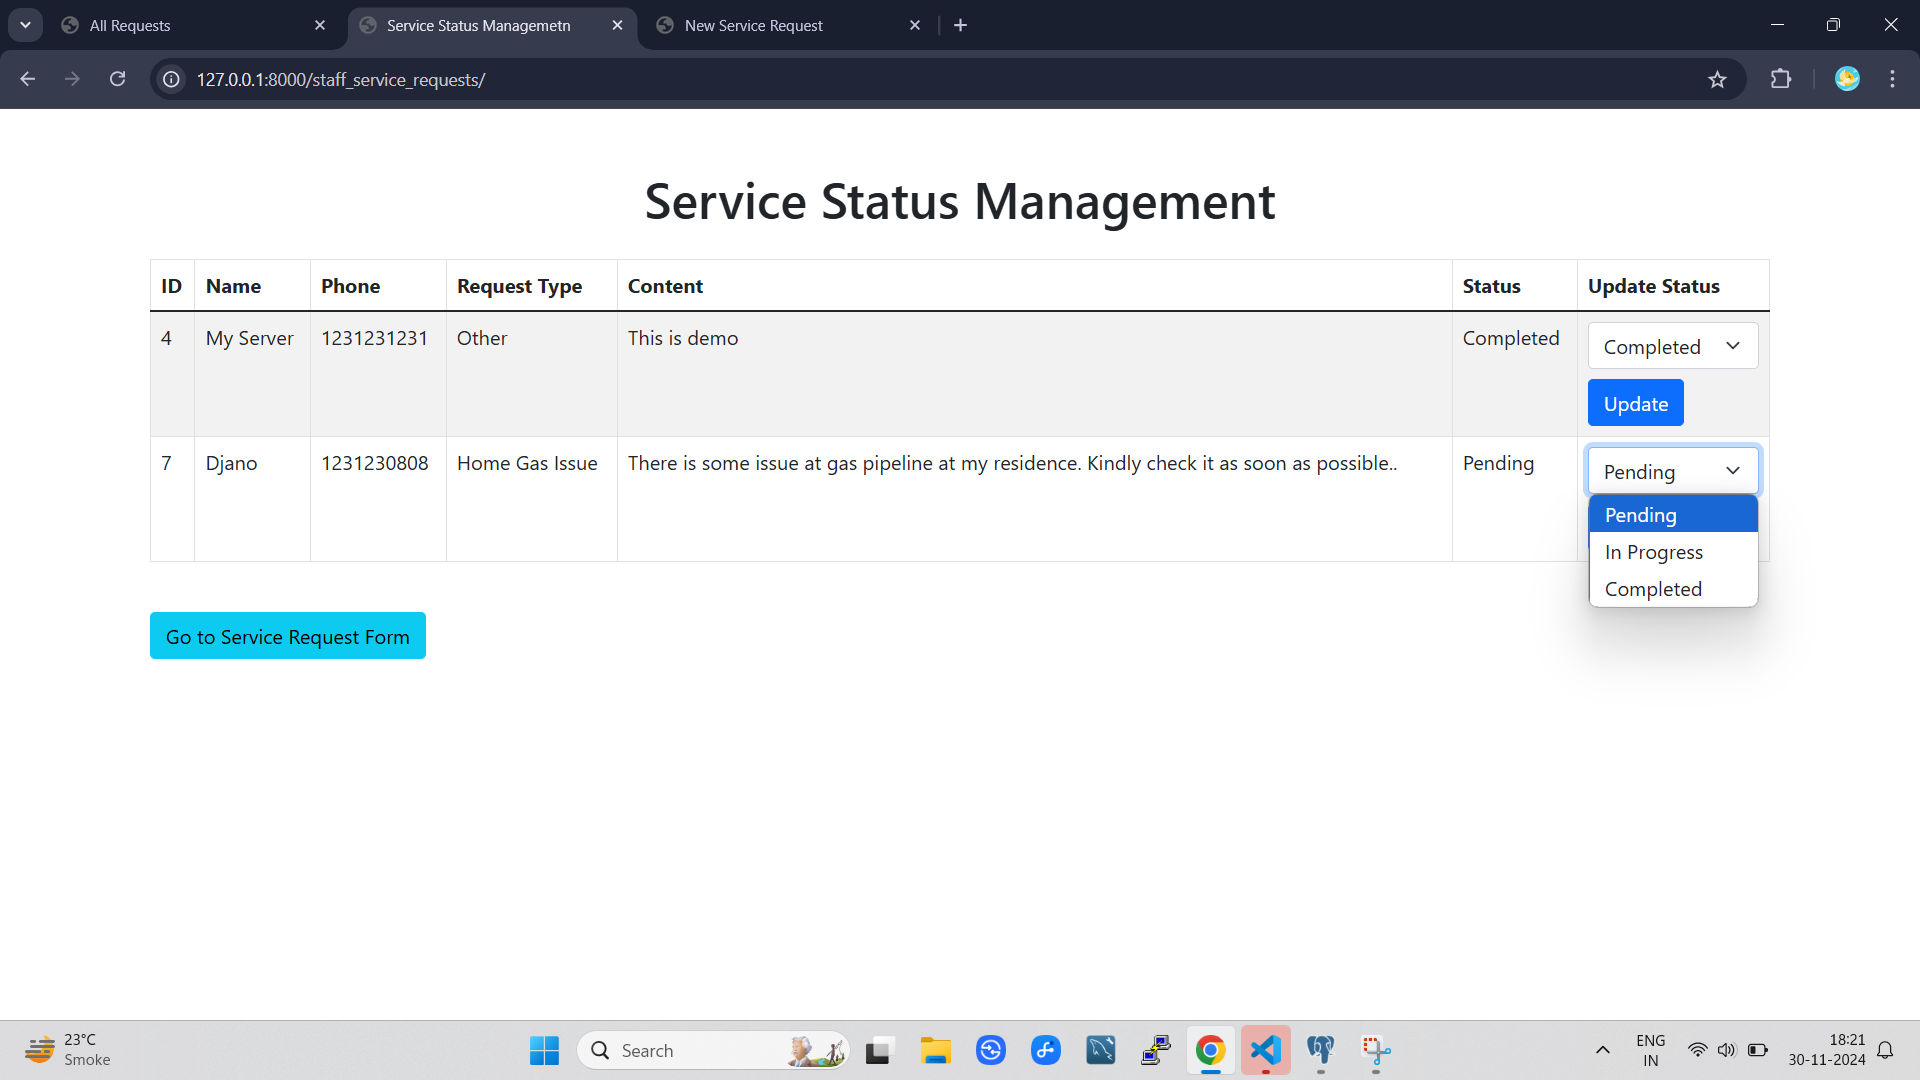 All Requests
Service Status Managemetn
New Service Request
127.0.0.1:8000/staff_service_requests/
Service Status Management
ID Name Phone Request Type Content Status Update Status
4 My Server 1231231231 Other This is demo Completed Completed
Update
7 Djano 1231230808 Home Gas Issue There is some issue at gas pipeline at my residence. Kindly check it as soon as possible.. Pending Pending
Pending
In Progress
Completed
Go to Service Request Form
23°C
Smoke
Search
ENG
IN
18:21
30-11-2024